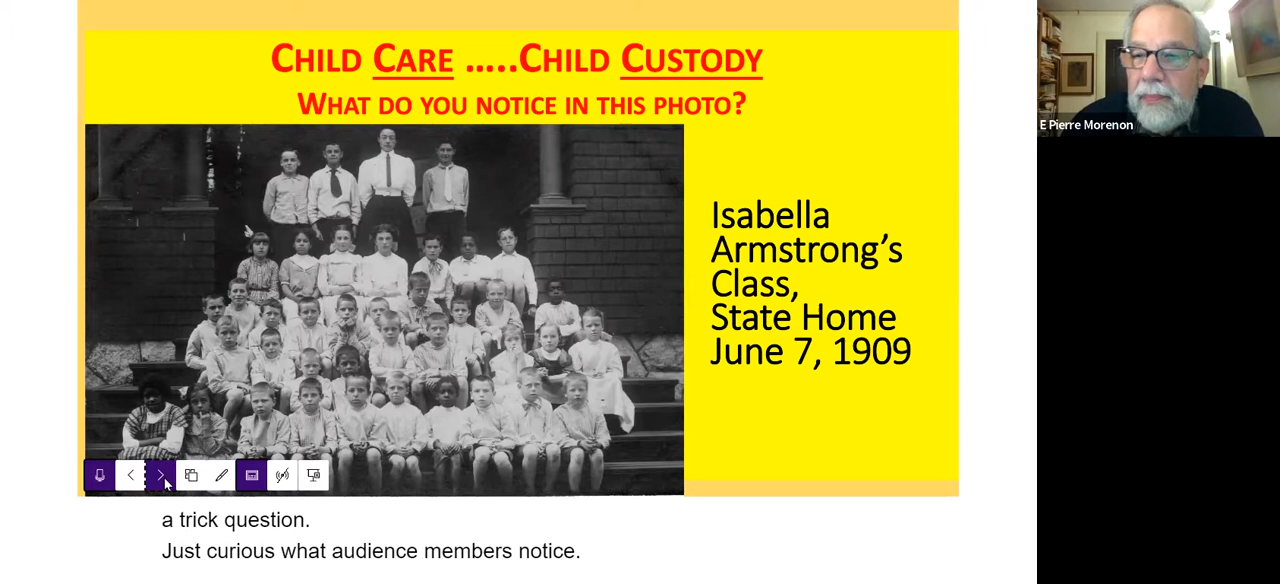 CHILD CARE .....CHILD CUSTODY
WHAT DO YOU NOTICE IN THIS PHOTO?
E Pierre Morenon
Isabella
Armstrong's
Class,
State Home
June 7, 1909
a trick question.
Just curious what audience members notice.